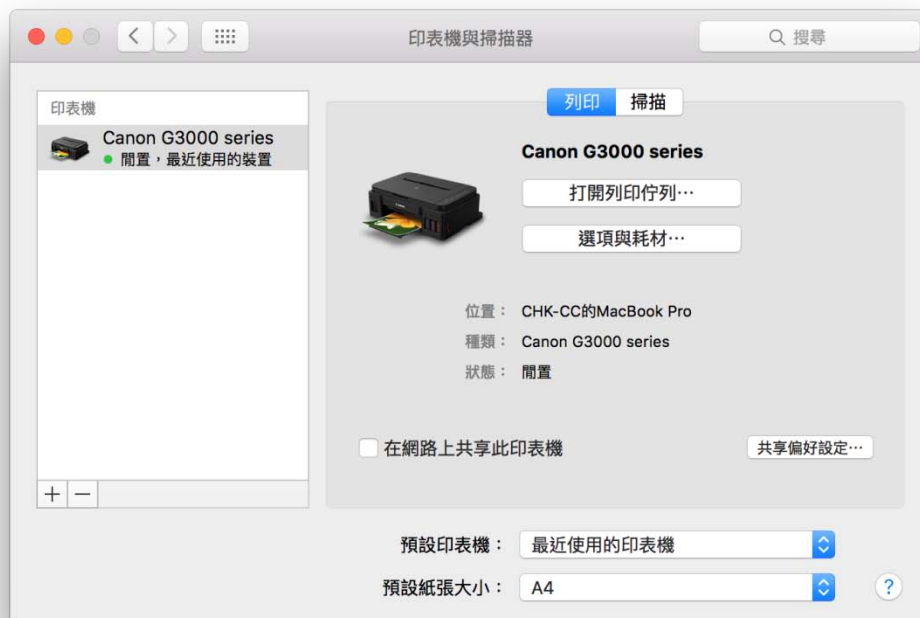 印表機與掃描器
搜尋
印表機
Canon G3000 series
閒置，最近使用的裝置
列印 掃描
Canon G3000 series
打開列印佇列⋯
選項與耗材⋯
位置： CHK-CC的MacBook Pro
種類： Canon G3000 series
狀態： 閒置
在網路上共享此印表機
共享偏好設定⋯
+ −
預設印表機： 最近使用的印表機
預設紙張大小： A4
?